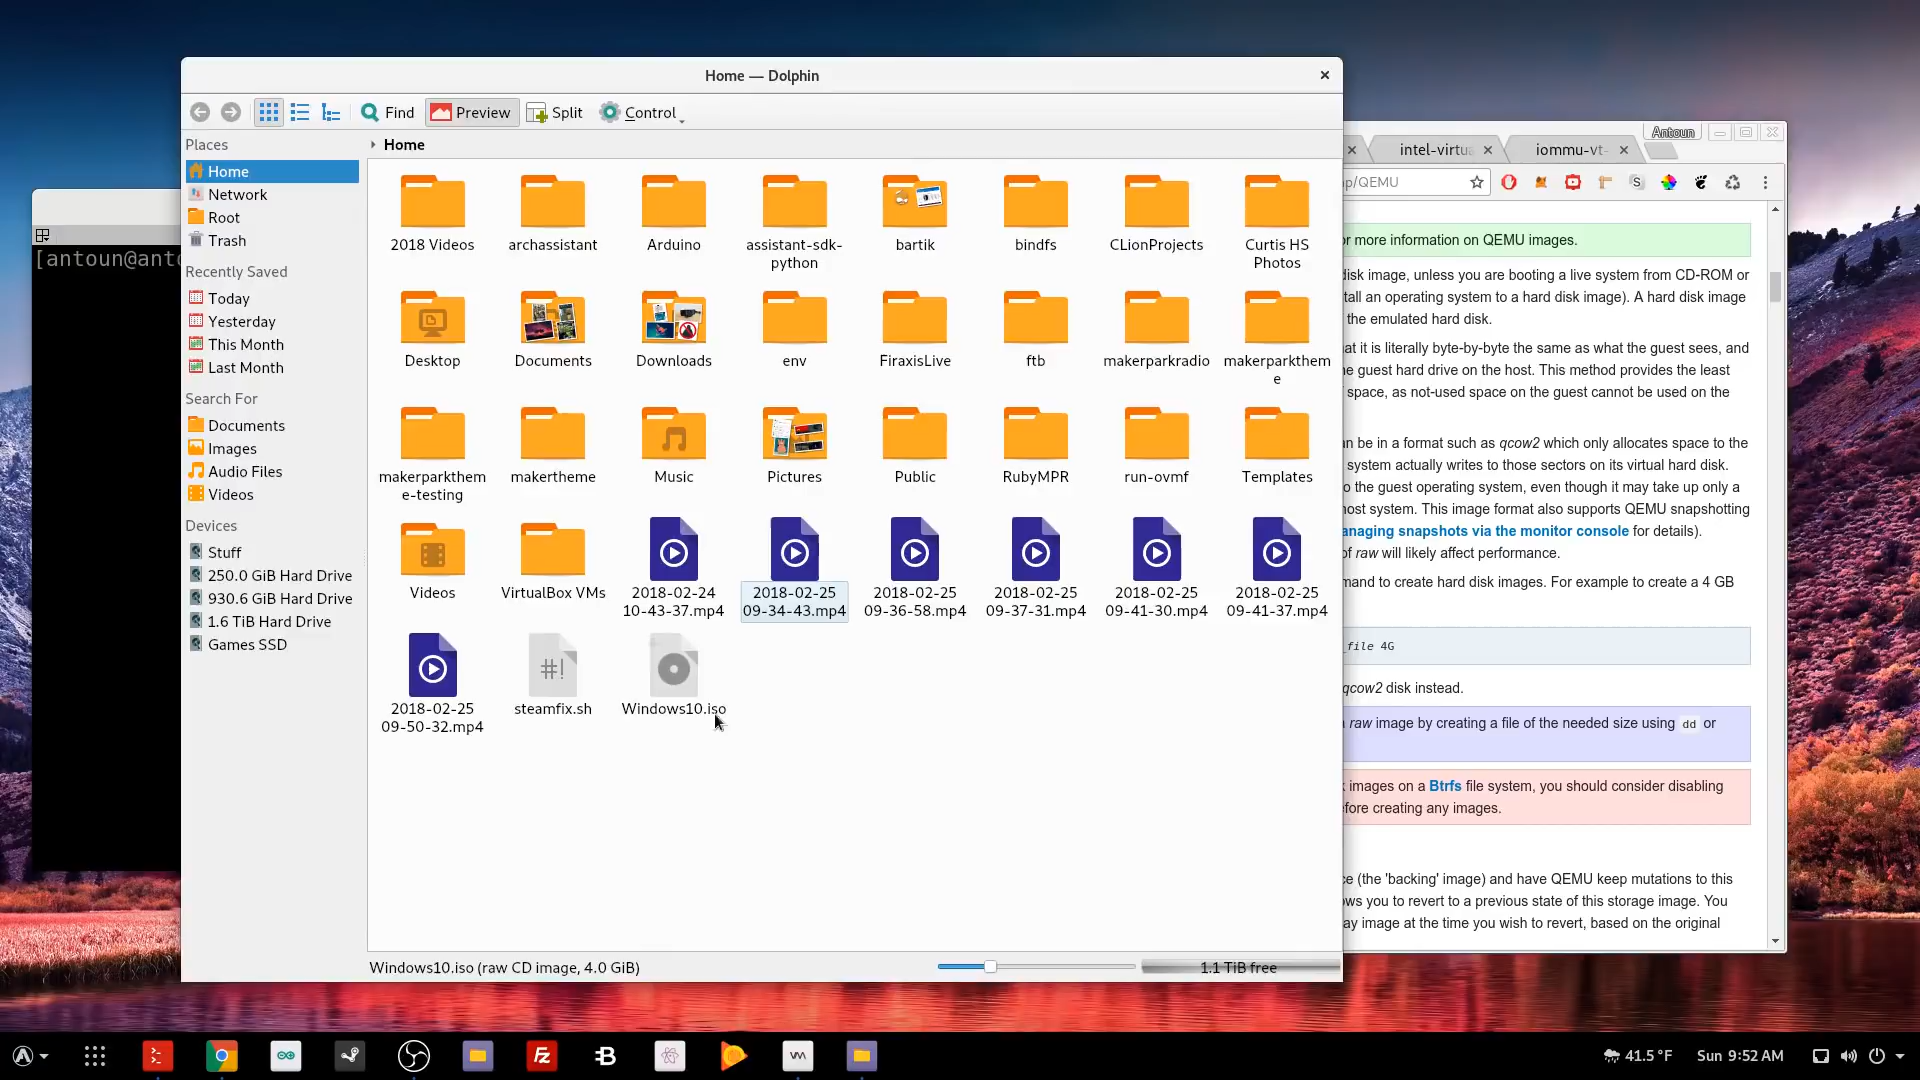 Home — Dolphin
Find
Preview
Split
Control
Places
Home
Home
Network
Root
Trash
Recently Saved
Today
Yesterday
This Month
Last Month
Search For
Documents
Images
Audio Files
Videos
Devices
Stuff
250.0 GiB Hard Drive
930.6 GiB Hard Drive
1.6 TiB Hard Drive
Games SSD
2018 Videos
archassistant
Arduino
assistant-sdk-
python
bartik
bindfs
CLionProjects
Curtis HS
Photos
Desktop
Documents
Downloads
env
FiraxisLive
ftb
makerparkradio
makerparkthem
e
makerparkthem
e-testing
makertheme
Music
Pictures
Public
RubyMPR
run-ovmf
Templates
Videos
VirtualBox VMs
2018-02-24
10-43-37.mp4
2018-02-25
09-34-43.mp4
2018-02-25
09-36-58.mp4
2018-02-25
09-37-31.mp4
2018-02-25
09-41-30.mp4
2018-02-25
09-41-37.mp4
2018-02-25
09-50-32.mp4
#!
steamfix.sh
Windows10.iso
Windows10.iso (raw CD image, 4.0 GiB)
1.1 TiB free
[antoun@anto
Antoun
intel-virtu
iommu-vt-
p/QEMU
or more information on QEMU images.
disk image, unless you are booting a live system from CD-ROM or
tall an operating system to a hard disk image). A hard disk image
the emulated hard disk.
at it is literally byte-by-byte the same as what the guest sees, and
e guest hard drive on the host. This method provides the least
space, as not-used space on the guest cannot be used on the
an be in a format such as qcow2 which only allocates space to the
system actually writes to those sectors on its virtual hard disk.
o the guest operating system, even though it may take up only a
host system. This image format also supports QEMU snapshotting
anaging snapshots via the monitor console for details).
of raw will likely affect performance.
mand to create hard disk images. For example to create a 4 GB
_file 4G
qcow2 disk instead.
raw image by creating a file of the needed size using dd or
k images on a Btrfs file system, you should consider disabling
efore creating any images.
ce (the 'backing' image) and have QEMU keep mutations to this
ows you to revert to a previous state of this storage image. You
ay image at the time you wish to revert, based on the original
41.5 °F
Sun 9:52 AM